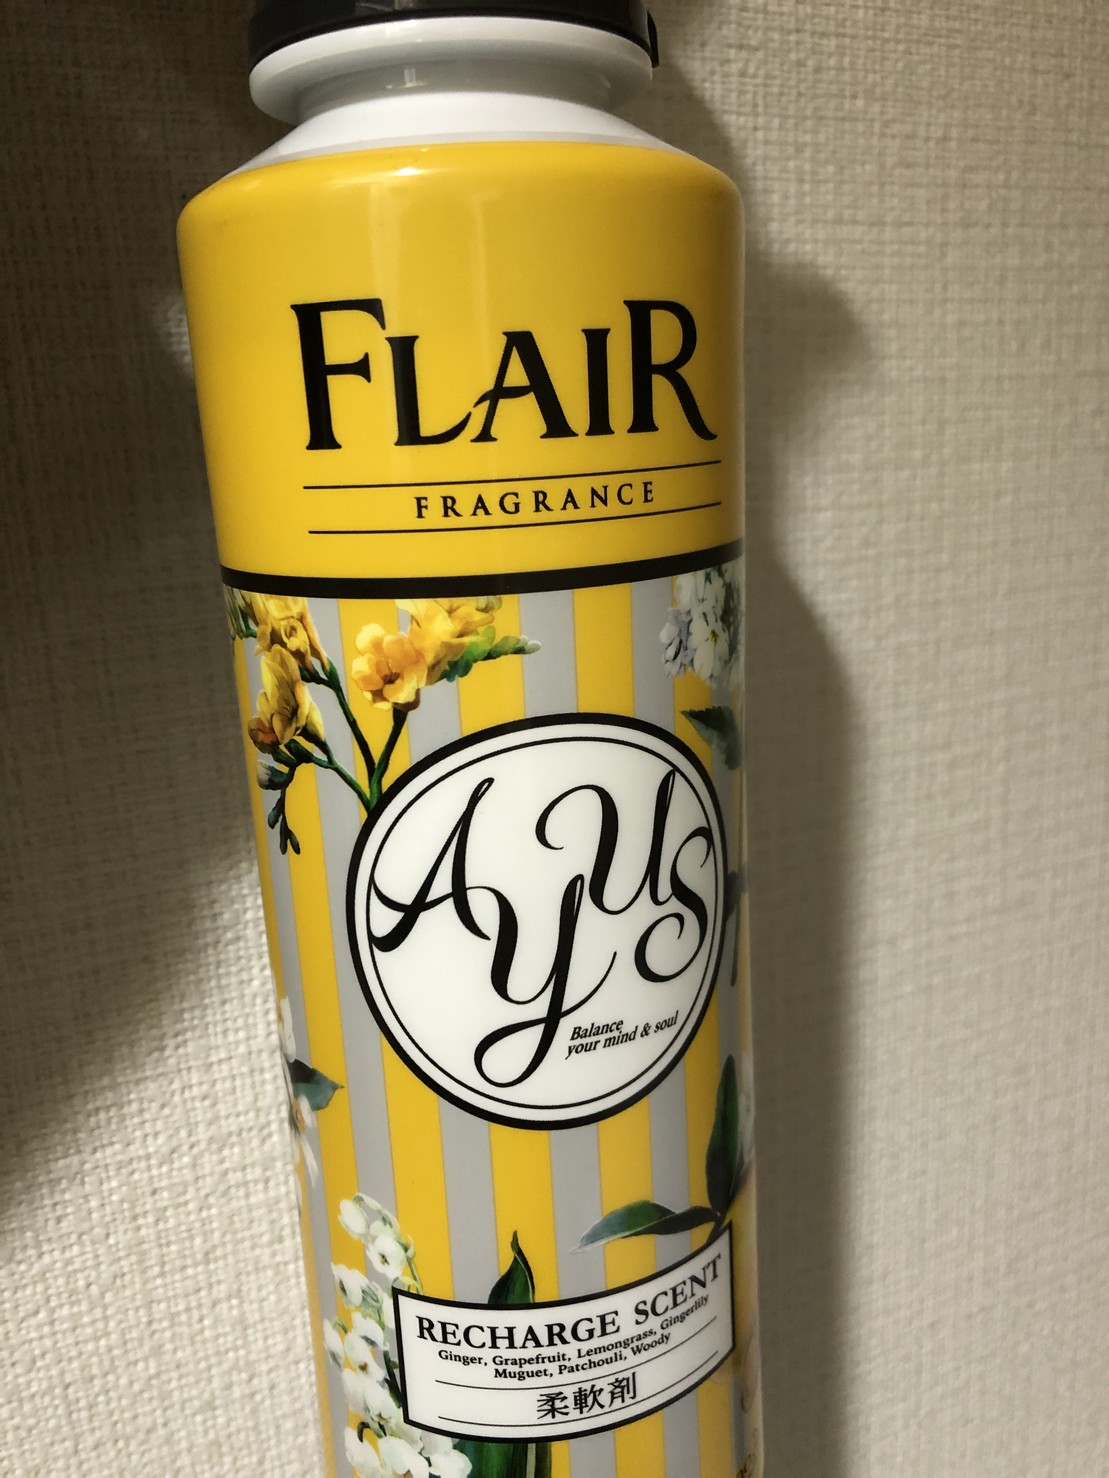 FLAIR
FRAGRANCE
AYUS
Balance
your mind & soul
RECHARGE SCENT
Ginger, Grapefruit, Lemongrass, Gingerlily
Muguet, Patchouli, Woody
柔軟剤